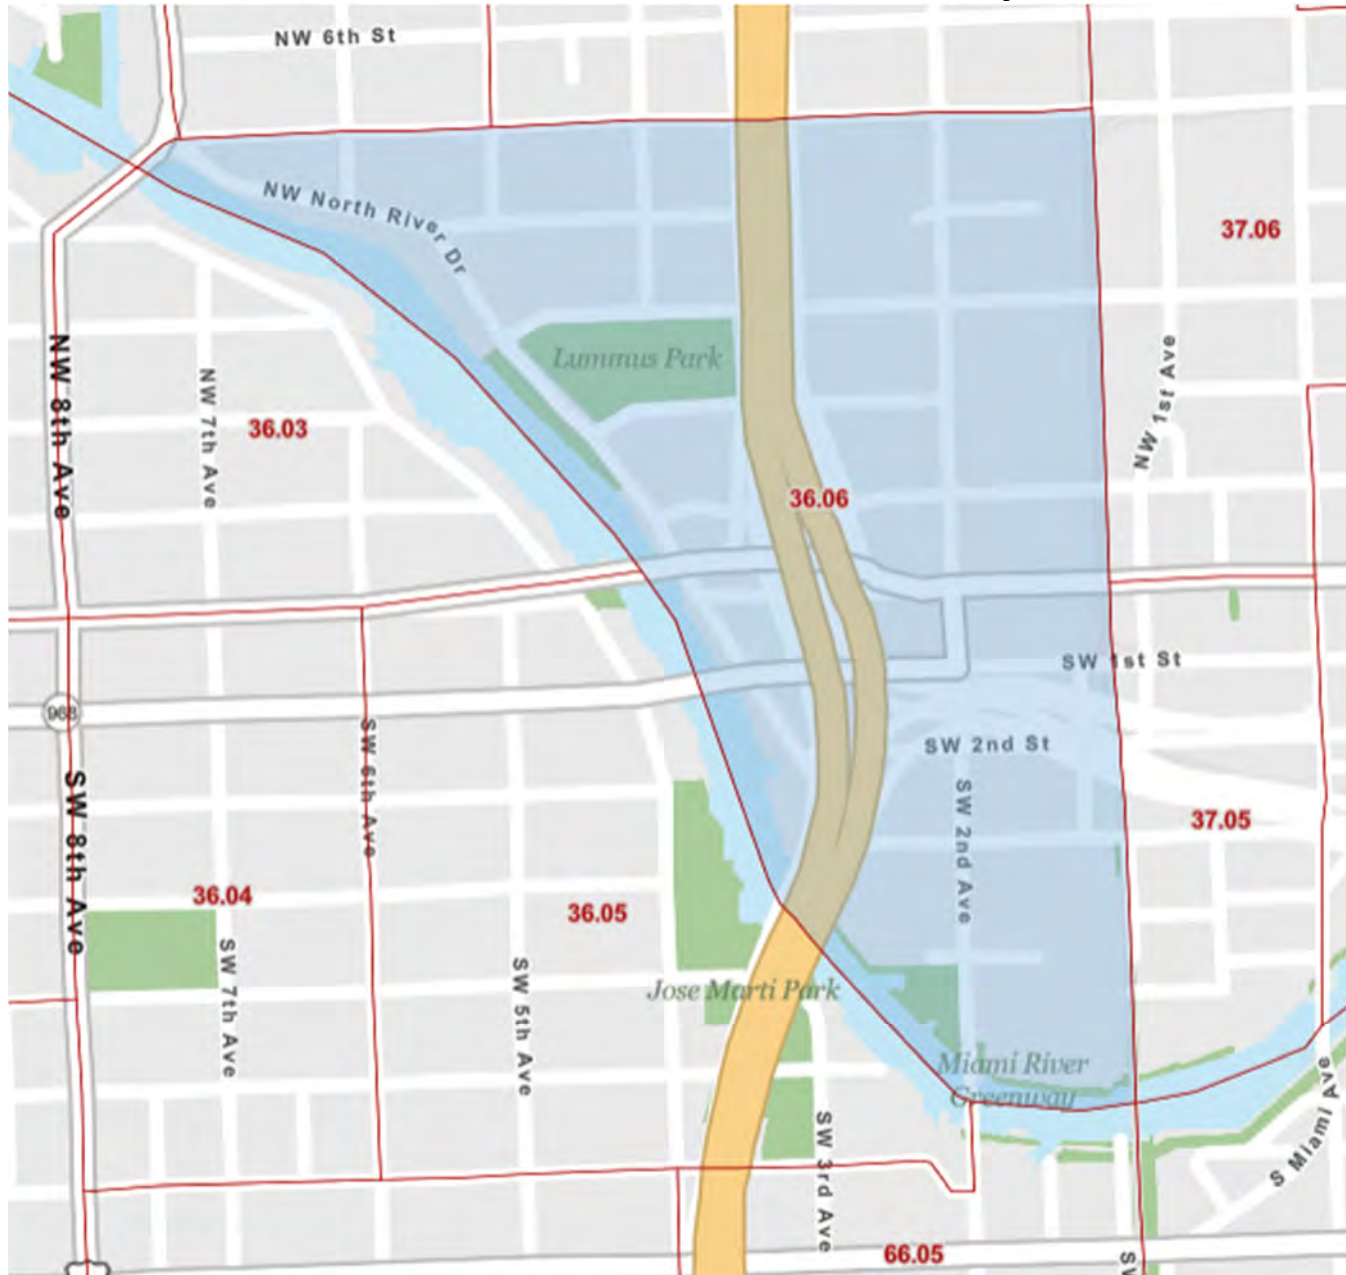 NW 6th St
NW North River Dr
37.06
NW 8th Ave
NW 7th Ave
36.03
Lummus Park
NW 1st Ave
36.06
SW 1st St
968
SW 6th Ave
SW 2nd St
SW 8th Ave
SW 2nd Ave
37.05
36.04
36.05
SW 7th Ave
SW 5th Ave
Jose Marti Park
Miami River
Greenway
SW 3rd Ave
S Miami Ave
66.05